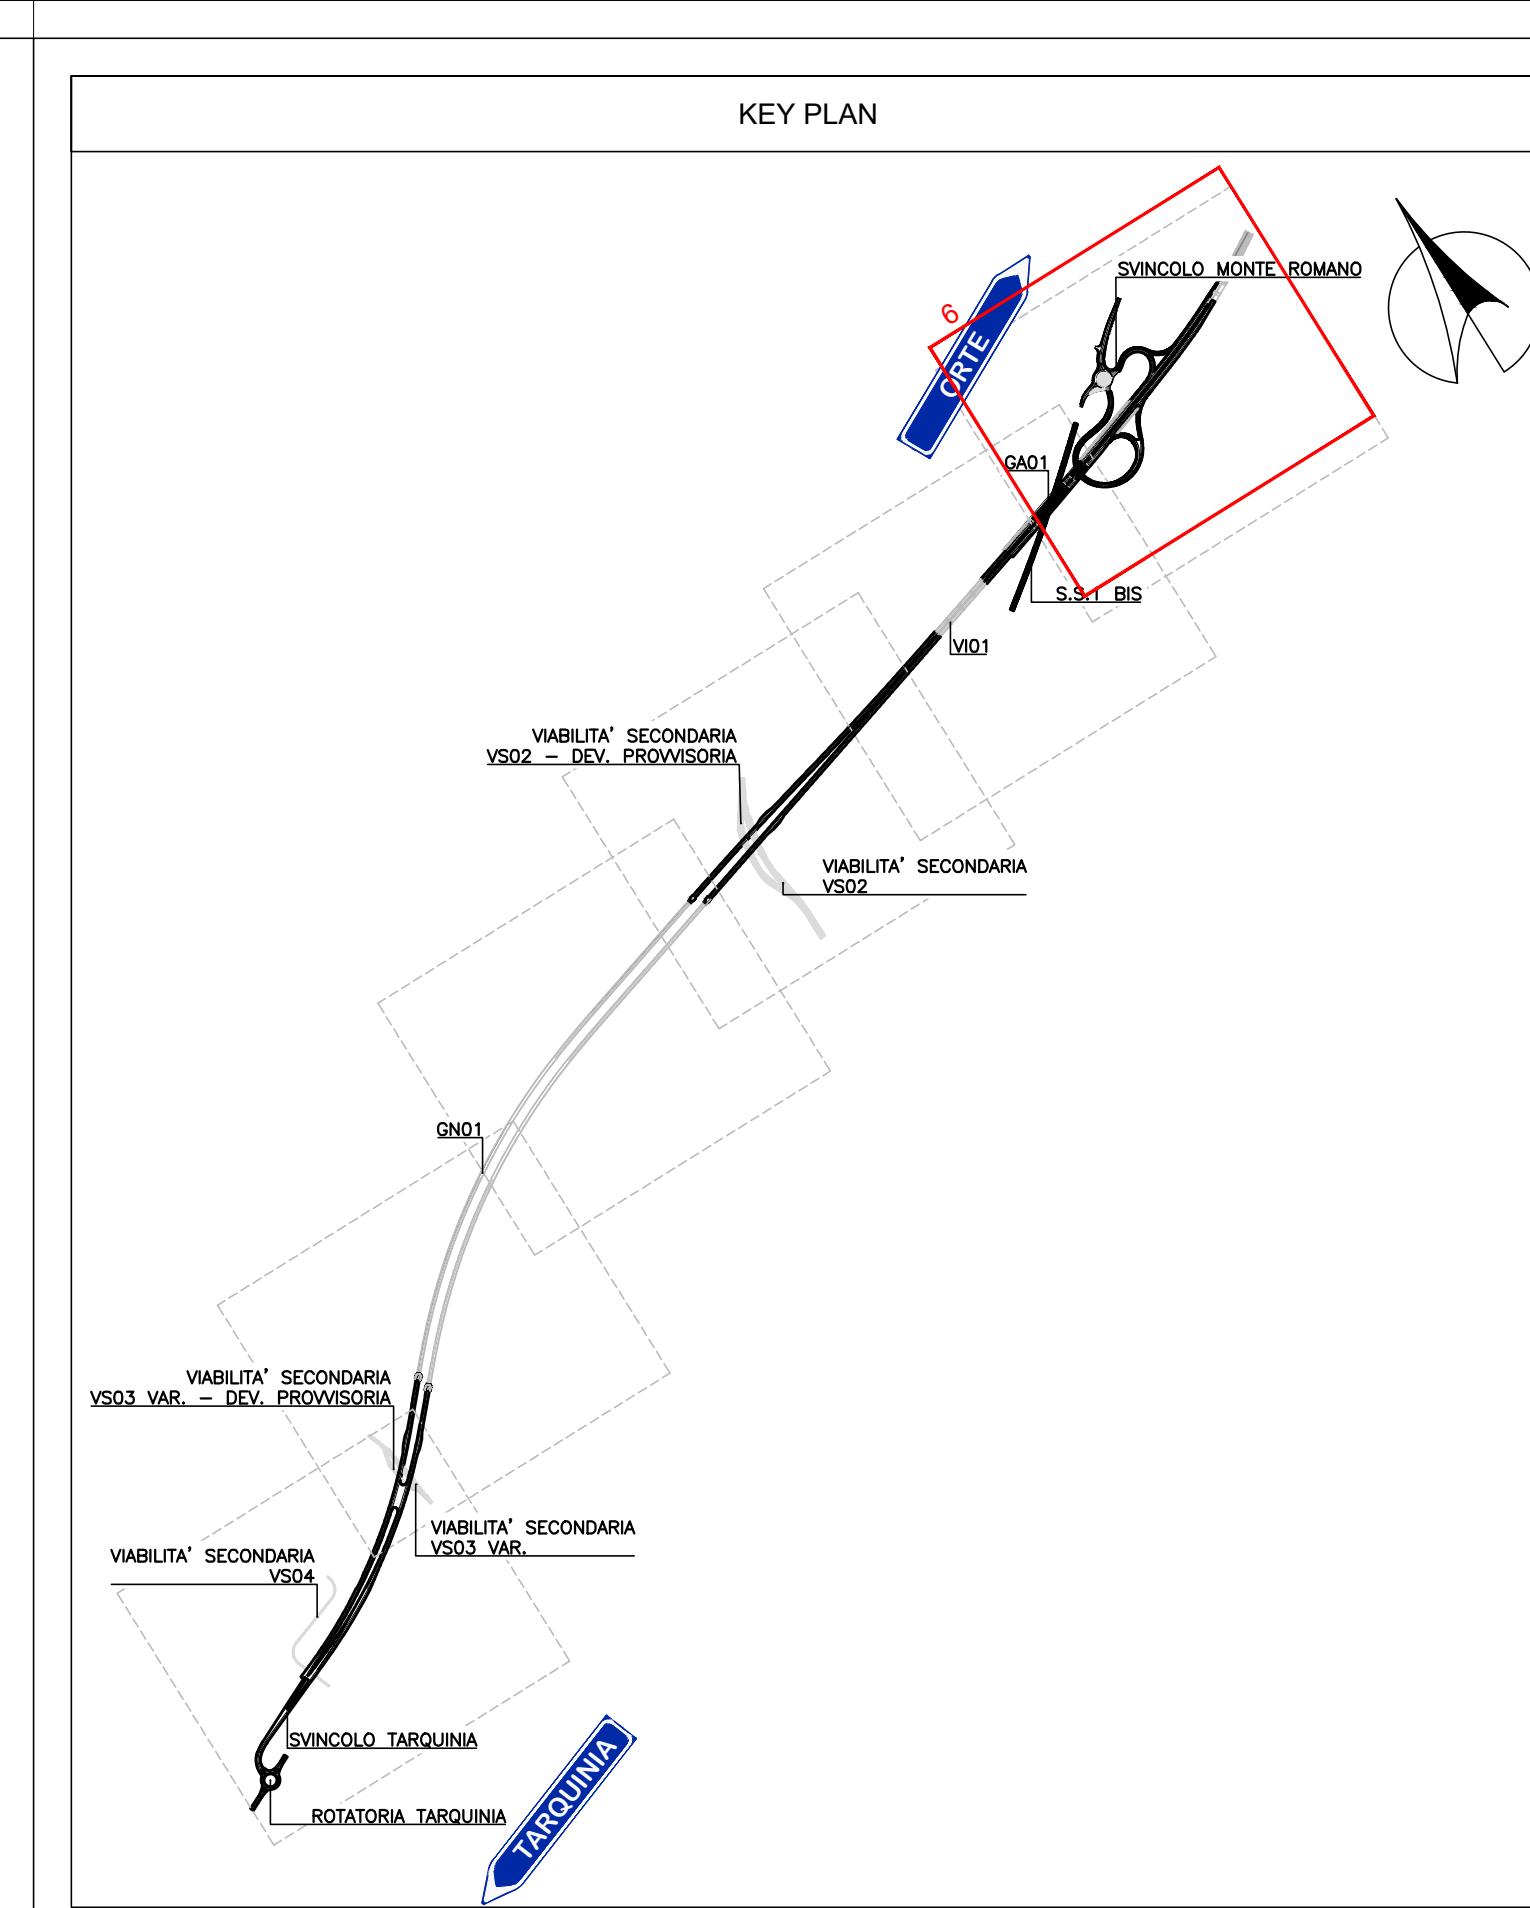 KEY PLAN
SVINCOLO MONTE ROMANO
6
ORTE
GA01
S.S.1 BIS
VI01
VIABILITA' SECONDARIA
VS02 - DEV. PROVVISORIA
VIABILITA' SECONDARIA
VS02
GN01
VIABILITA' SECONDARIA
VS03 VAR. - DEV. PROVVISORIA
VIABILITA' SECONDARIA
VS03 VAR.
VIABILITA' SECONDARIA
VS04
SVINCOLO TARQUINIA
TARQUINIA
ROTATORIA TARQUINIA